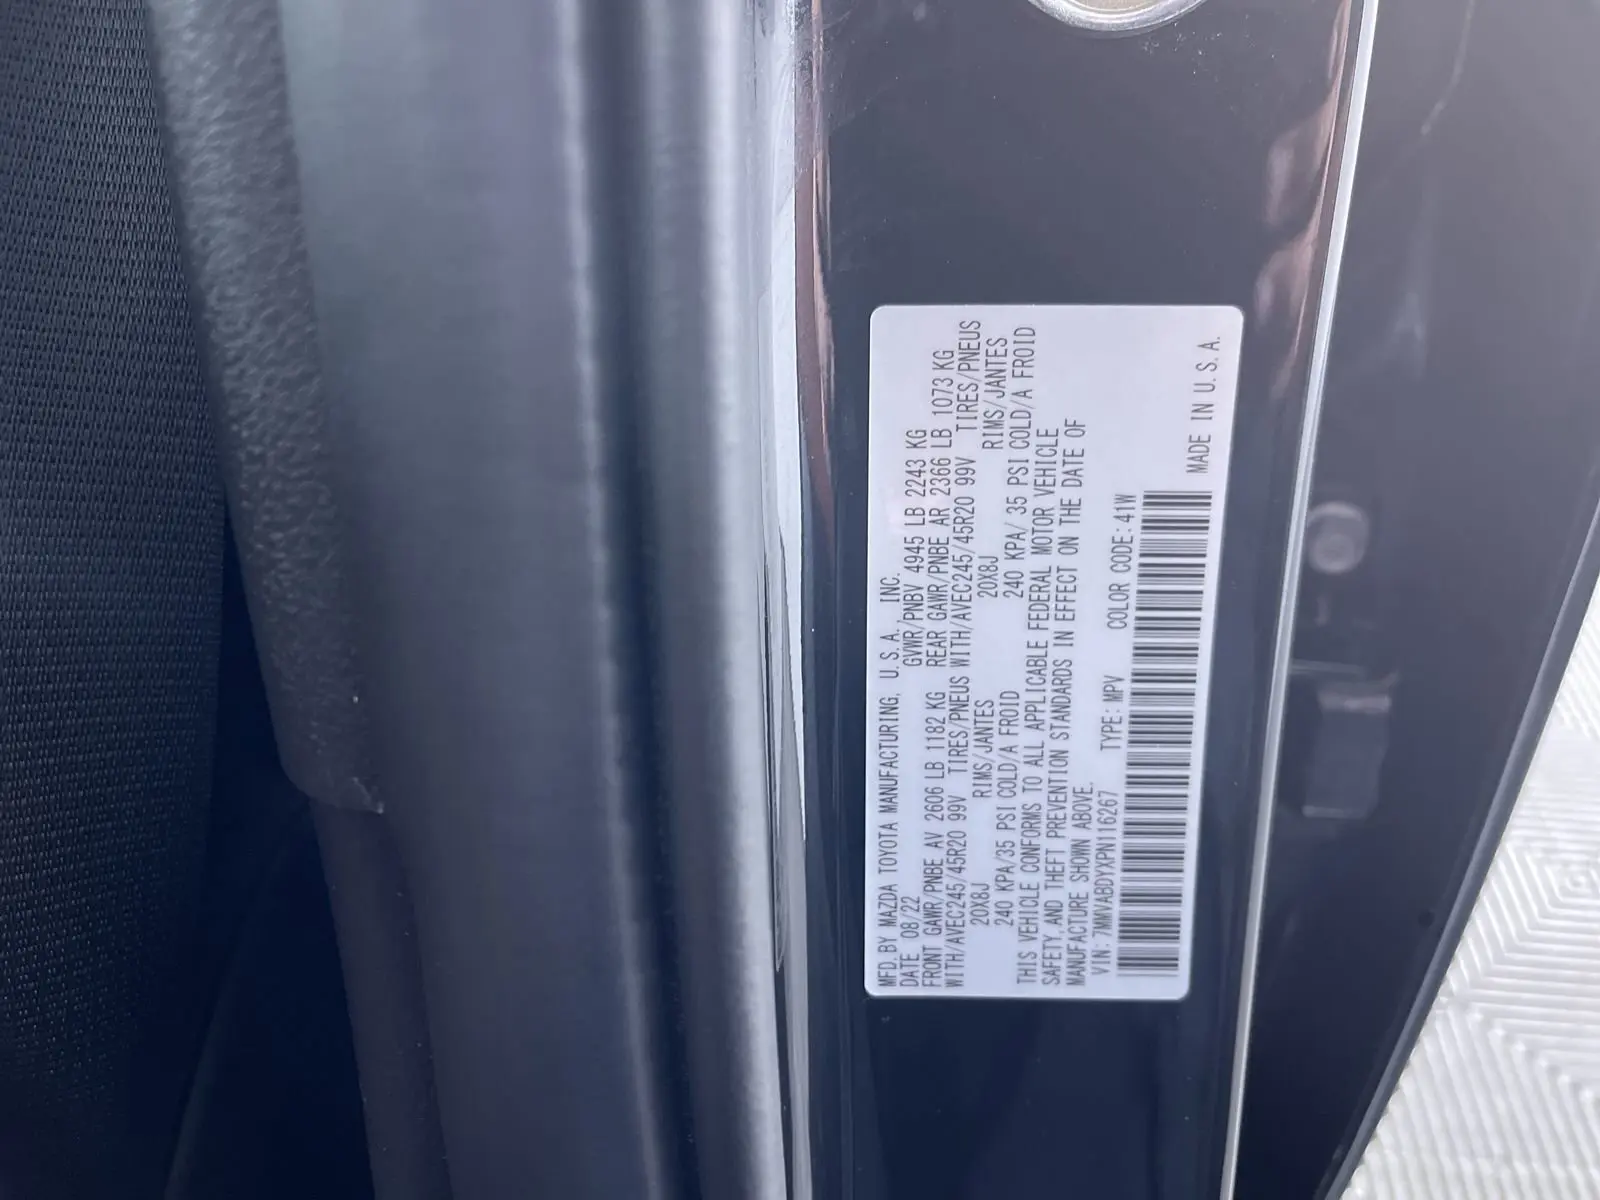 MFD. BY MAZDA TOYOTA MANUFACTURING, U. S. A., INC.
DATE 08/22 GVWR/PNBV 4945 LB 2243 KG
FRONT GAWR/PNBE AV 2606 LB 1182 KG REAR GAWR/PNBE AR 2366 LB 1073 KG
WITH/AVEC245/45R20 99V TIRES/PNEUS WITH/AVEC245/45R20 99V TIRES/PNEUS
20X8J RIMS/JANTES 20X8J RIMS/JANTES
240 KPA/35 PSI COLD/A FROID 240 KPA/ 35 PSI COLD/A FROID
THIS VEHICLE CONFORMS TO ALL APPLICABLE FEDERAL MOTOR VEHICLE
SAFETY, AND THEFT PREVENTION STANDARDS IN EFFECT ON THE DATE OF
MANUFACTURE SHOWN ABOVE.
VIN: 7MMVABDYXPN116267 TYPE: MPV COLOR CODE: 41W
MADE IN U. S. A.